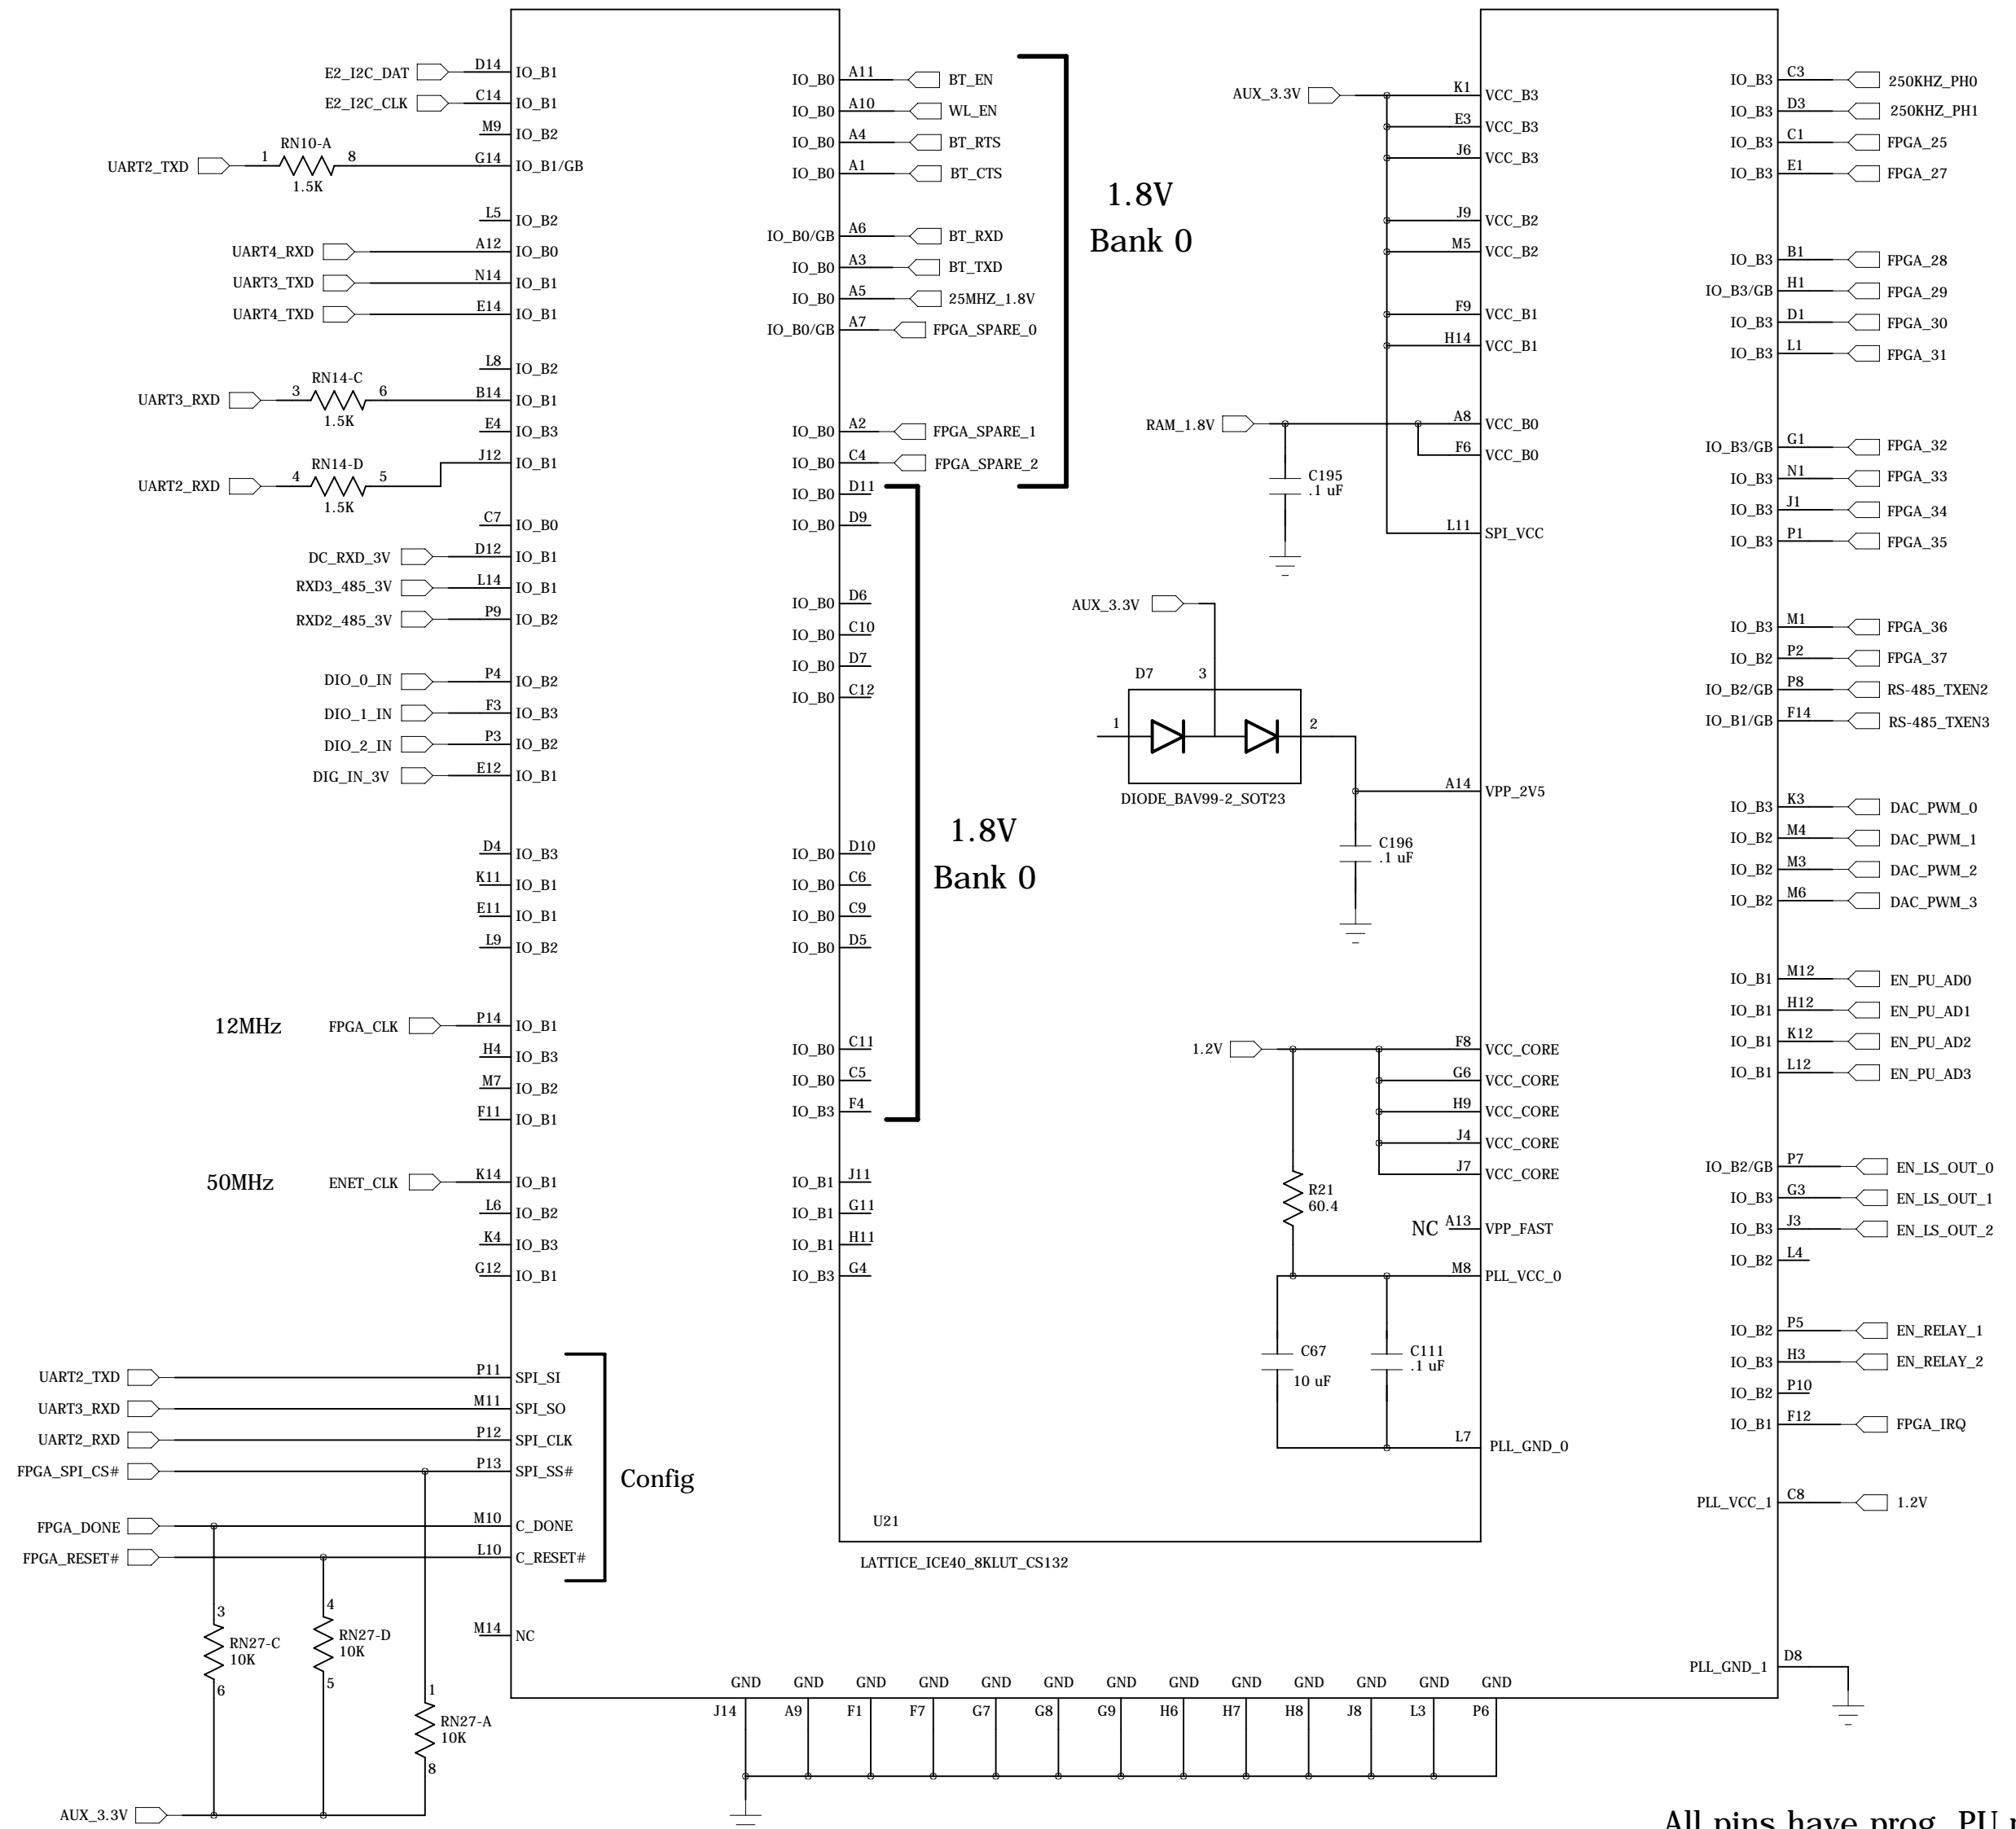 E2_I2C_DAT D14 IO_B1
E2_I2C_CLK C14 IO_B1
M9 IO_B2
UART2_TXD 1 RN10-A 8 G14 IO_B1/GB
1.5K
L5 IO_B2
UART4_RXD A12 IO_B0
UART3_TXD N14 IO_B1
UART4_TXD E14 IO_B1
L8 IO_B2
UART3_RXD 3 RN14-C 6 B14 IO_B1
1.5K
E4 IO_B3
J12 IO_B1
UART2_RXD 4 RN14-D 5
1.5K
C7 IO_B0
DC_RXD_3V D12 IO_B1
RXD3_485_3V L14 IO_B1
RXD2_485_3V P9 IO_B2
DIO_0_IN P4 IO_B2
DIO_1_IN F3 IO_B3
DIO_2_IN P3 IO_B2
DIG_IN_3V E12 IO_B1
D4 IO_B3
K11 IO_B1
E11 IO_B1
L9 IO_B2
12MHz FPGA_CLK P14 IO_B1
H4 IO_B3
M7 IO_B2
F11 IO_B1
50MHz ENET_CLK K14 IO_B1
L6 IO_B2
K4 IO_B3
G12 IO_B1
UART2_TXD P11 SPI_SI
UART3_RXD M11 SPI_SO
UART2_RXD P12 SPI_CLK
FPGA_SPI_CS# P13 SPI_SS#
Config
FPGA_DONE M10 C_DONE
FPGA_RESET# L10 C_RESET#
3 RN27-C 10K 6
4 RN27-D 10K 5
1 RN27-A 10K 8
M14 NC
AUX_3.3V
IO_B0 A11 BT_EN
IO_B0 A10 WL_EN
IO_B0 A4 BT_RTS
IO_B0 A1 BT_CTS
IO_B0/GB A6 BT_RXD
IO_B0 A3 BT_TXD
IO_B0 A5 25MHZ_1.8V
IO_B0/GB A7 FPGA_SPARE_0
IO_B0 A2 FPGA_SPARE_1
IO_B0 C4 FPGA_SPARE_2
1.8V
Bank 0
IO_B0 D11
IO_B0 D9
IO_B0 D6
IO_B0 C10
IO_B0 D7
IO_B0 C12
IO_B0 D10
IO_B0 C6
IO_B0 C9
IO_B0 D5
1.8V
Bank 0
IO_B0 C11
IO_B0 C5
IO_B3 F4
IO_B1 J11
IO_B1 G11
IO_B1 H11
IO_B3 G4
U21
LATTICE_ICE40_8KLUT_CS132
AUX_3.3V K1 VCC_B3
E3 VCC_B3
J6 VCC_B3
J9 VCC_B2
M5 VCC_B2
F9 VCC_B1
H14 VCC_B1
RAM_1.8V A8 VCC_B0
F6 VCC_B0
C195
.1 uF
L11 SPI_VCC
AUX_3.3V
D7 3
1 2
DIODE_BAV99-2_SOT23
A14 VPP_2V5
C196
.1 uF
1.2V F8 VCC_CORE
G6 VCC_CORE
H9 VCC_CORE
J4 VCC_CORE
J7 VCC_CORE
R21
60.4
NC A13 VPP_FAST
M8 PLL_VCC_0
C67
10 uF
C111
.1 uF
L7 PLL_GND_0
IO_B3 C3 250KHZ_PH0
IO_B3 D3 250KHZ_PH1
IO_B3 C1 FPGA_25
IO_B3 E1 FPGA_27
IO_B3 B1 FPGA_28
IO_B3/GB H1 FPGA_29
IO_B3 D1 FPGA_30
IO_B3 L1 FPGA_31
IO_B3/GB G1 FPGA_32
IO_B3 N1 FPGA_33
IO_B3 J1 FPGA_34
IO_B3 P1 FPGA_35
IO_B3 M1 FPGA_36
IO_B2 P2 FPGA_37
IO_B2/GB P8 RS-485_TXEN2
IO_B1/GB F14 RS-485_TXEN3
IO_B3 K3 DAC_PWM_0
IO_B2 M4 DAC_PWM_1
IO_B2 M3 DAC_PWM_2
IO_B2 M6 DAC_PWM_3
IO_B1 M12 EN_PU_AD0
IO_B1 H12 EN_PU_AD1
IO_B1 K12 EN_PU_AD2
IO_B1 L12 EN_PU_AD3
IO_B2/GB P7 EN_LS_OUT_0
IO_B3 G3 EN_LS_OUT_1
IO_B3 J3 EN_LS_OUT_2
IO_B2 L4
IO_B2 P5 EN_RELAY_1
IO_B3 H3 EN_RELAY_2
IO_B2 P10
IO_B1 F12 FPGA_IRQ
PLL_VCC_1 C8 1.2V
PLL_GND_1 D8
GND GND GND GND GND GND GND GND GND GND GND GND GND
J14 A9 F1 F7 G7 G8 G9 H6 H7 H8 J8 L3 P6
All pins have prog. PU